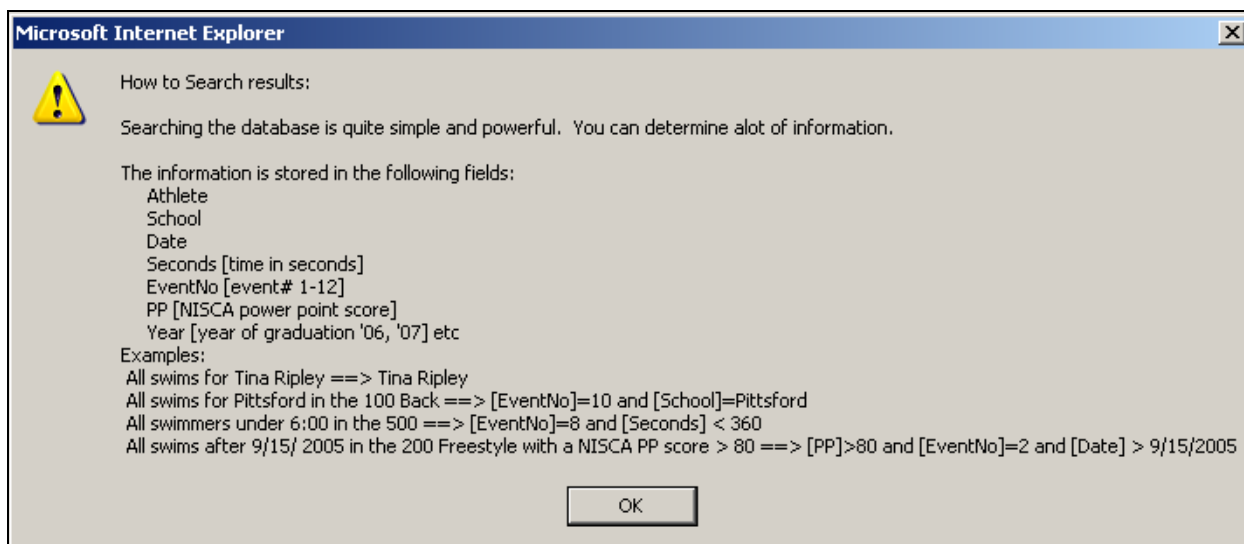 Microsoft Internet Explorer
How to Search results:
Searching the database is quite simple and powerful.  You can determine alot of information.
The information is stored in the following fields:
Athlete
School
Date
Seconds [time in seconds]
EventNo [event# 1-12]
PP [NISCA power point score]
Year [year of graduation '06, '07] etc
Examples:
All swims for Tina Ripley ==> Tina Ripley
All swims for Pittsford in the 100 Back ==> [EventNo]=10 and [School]=Pittsford
All swimmers under 6:00 in the 500 ==> [EventNo]=8 and [Seconds] < 360
All swims after 9/15/ 2005 in the 200 Freestyle with a NISCA PP score > 80 ==> [PP]>80 and [EventNo]=2 and [Date] > 9/15/2005
OK